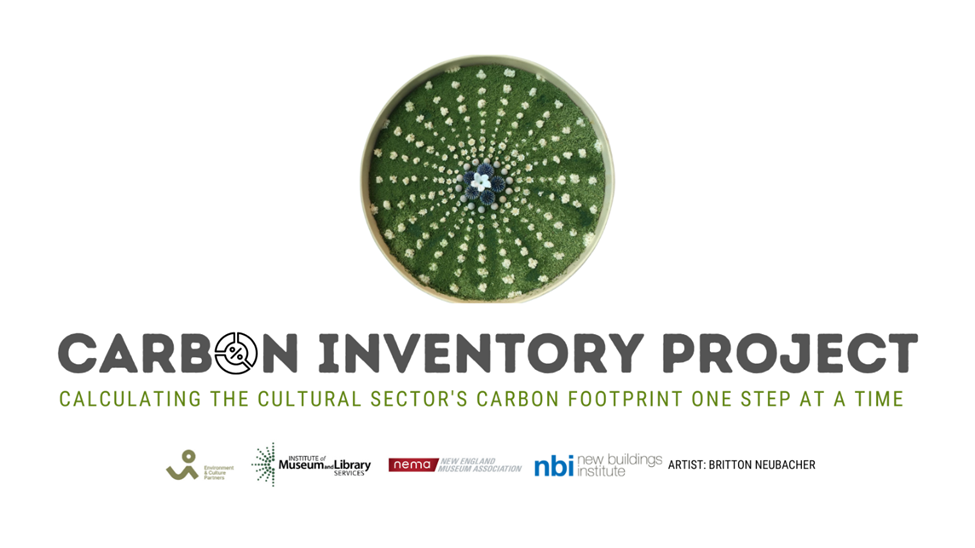 CARBON INVENTORY PROJECT
CALCULATING THE CULTURAL SECTOR'S CARBON FOOTPRINT ONE STEP AT A TIME
Environment
& Culture
Partners
INSTITUTE of
Museum and Library
SERVICES
nema NEW ENGLAND
MUSEUM ASSOCIATION
nbi new buildings
institute
ARTIST: BRITTON NEUBACHER